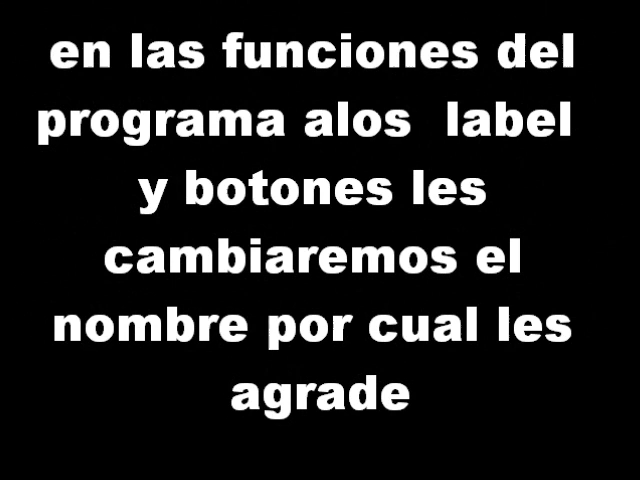 en las funciones del
programa alos  label
y botones les
cambiaremos el
nombre por cual les
agrade